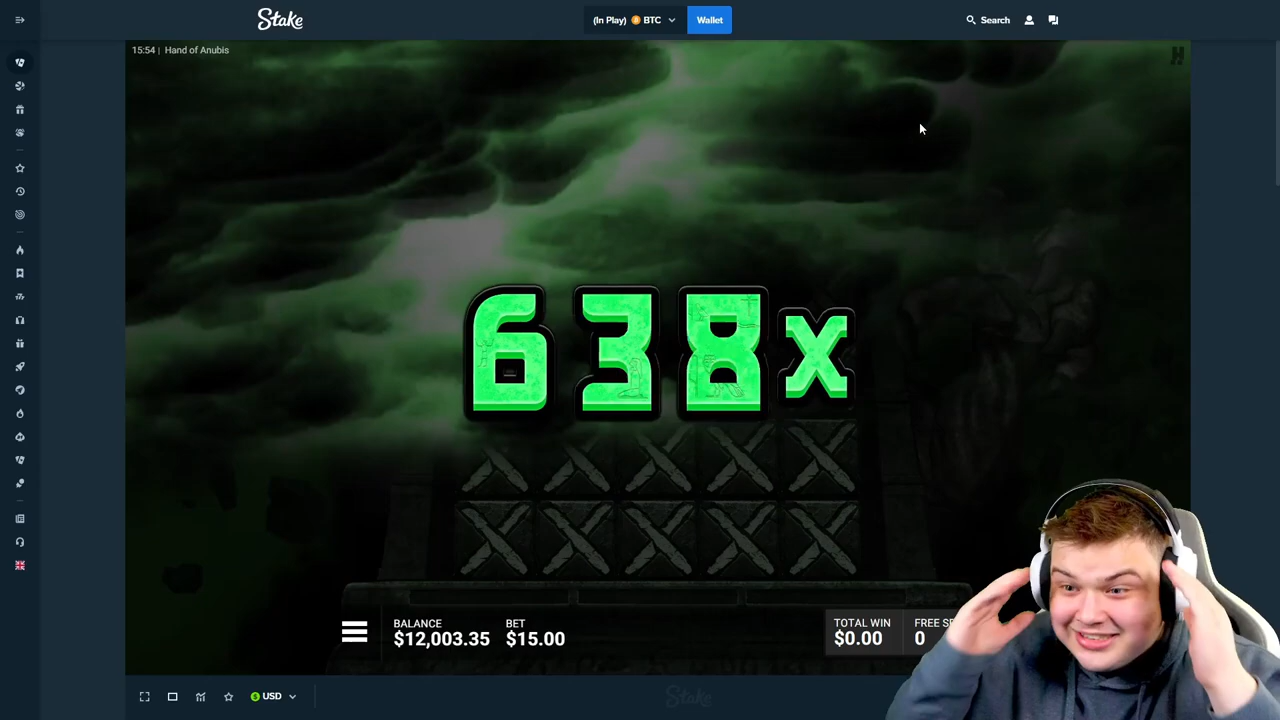 Stake
(In Play) BTC
Wallet
Search
15:54 | Hand of Anubis
638x
BALANCE
$12,003.35
BET
$15.00
TOTAL WIN
$0.00
FREE
0
USD
Stake